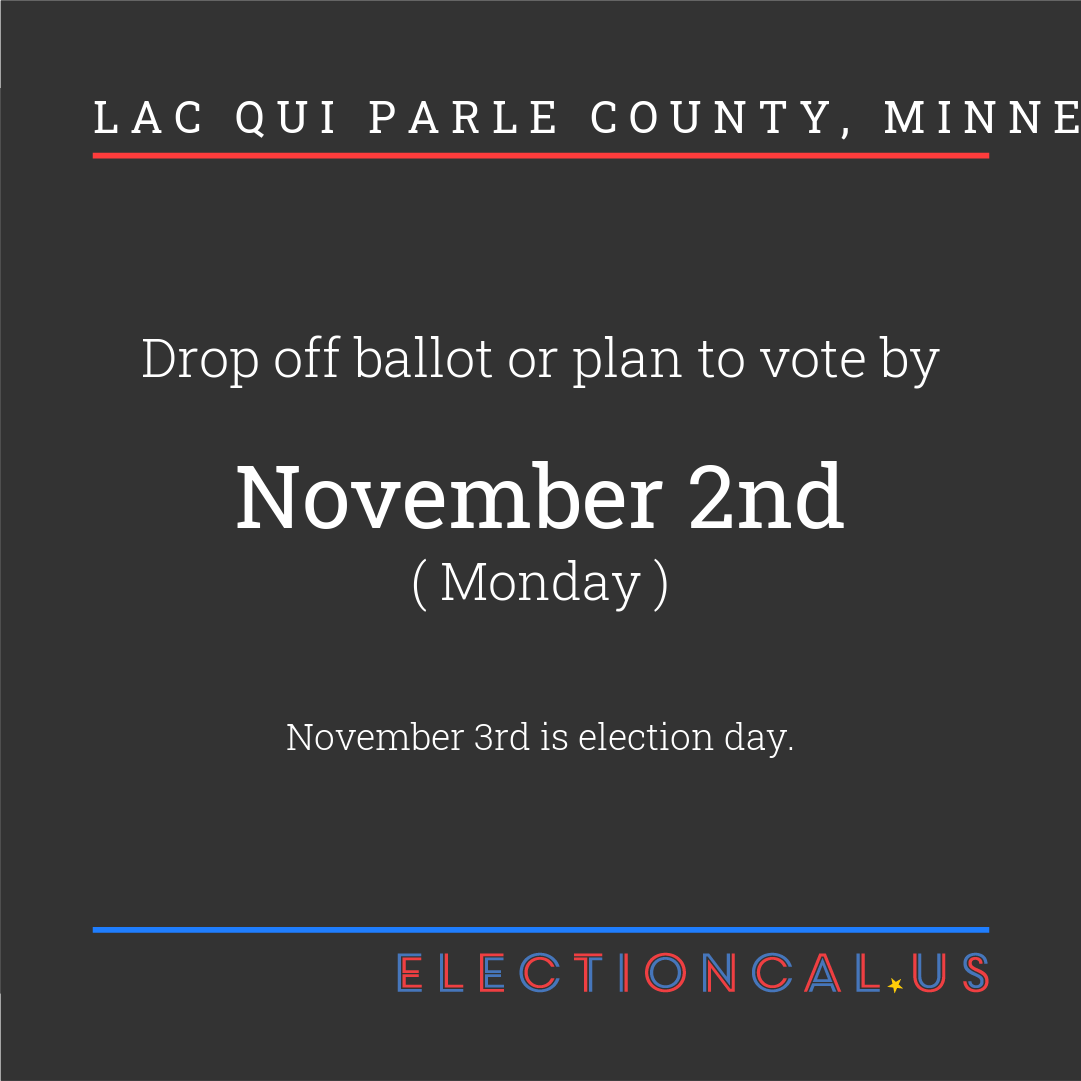 LAC QUI PARLE COUNTY, MINNE
Drop off ballot or plan to vote by
November 2nd
( Monday )
November 3rd is election day.
ELECTIONCAL.US